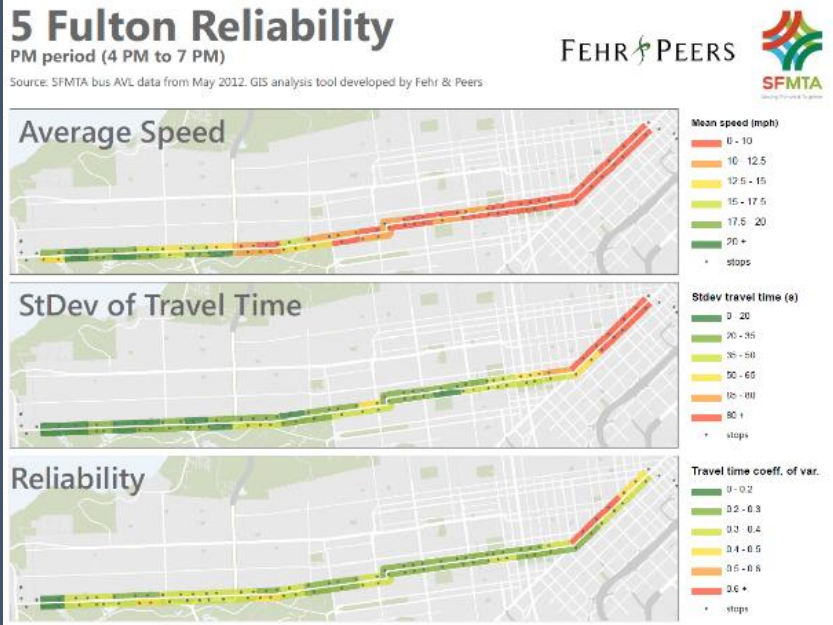 5 Fulton Reliability
PM period (4 PM to 7 PM)
Source: SFMTA bus AVL data from May 2012. GIS analysis tool developed by Fehr & Peers
FEHR PEERS
SFMTA
Average Speed
Mean speed (mph)
0 - 10
10 - 12.5
12.5 - 15
15 - 17.5
17.5 - 20
20 +
stops
StDev of Travel Time
Stdev travel time (s)
0 - 20
20 - 35
35 - 50
50 - 65
65 - 80
80 +
stops
Reliability
Travel time coeff. of var.
0 - 0.2
0.2 - 0.3
0.3 - 0.4
0.4 - 0.5
0.5 - 0.6
0.6 +
stops